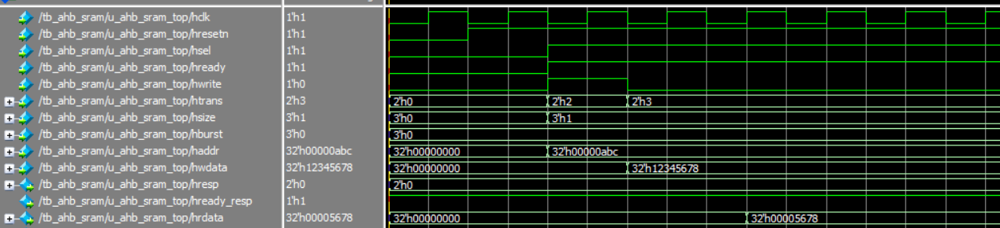 /tb_ahb_sram/u_ahb_sram_top/hclk 1'h1
/tb_ahb_sram/u_ahb_sram_top/hresetn 1'h1
/tb_ahb_sram/u_ahb_sram_top/hsel 1'h1
/tb_ahb_sram/u_ahb_sram_top/hready 1'h1
/tb_ahb_sram/u_ahb_sram_top/hwrite 1'h0
/tb_ahb_sram/u_ahb_sram_top/htrans 2'h3 2'h0 2'h2 2'h3
/tb_ahb_sram/u_ahb_sram_top/hsize 3'h1 3'h0 3'h1
/tb_ahb_sram/u_ahb_sram_top/hburst 3'h0 3'h0
/tb_ahb_sram/u_ahb_sram_top/haddr 32'h00000abc 32'h00000000 32'h00000abc
/tb_ahb_sram/u_ahb_sram_top/hwdata 32'h12345678 32'h00000000 32'h12345678
/tb_ahb_sram/u_ahb_sram_top/hresp 2'h0 2'h0
/tb_ahb_sram/u_ahb_sram_top/hready_resp 1'h1
/tb_ahb_sram/u_ahb_sram_top/hrdata 32'h00005678 32'h00000000 32'h00005678